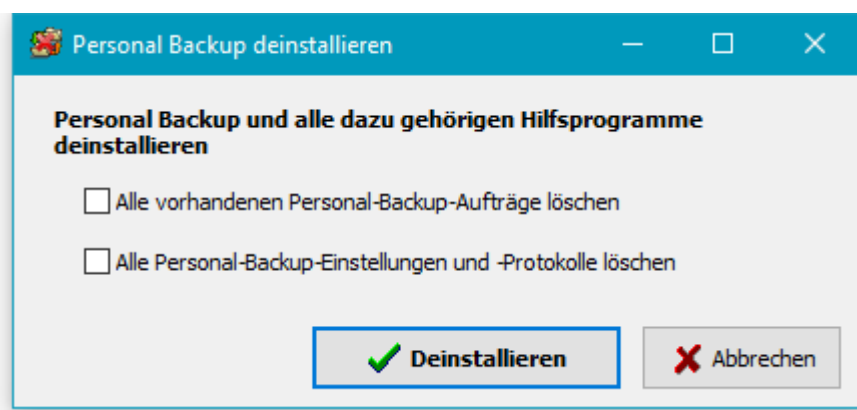 Personal Backup deinstallieren
Personal Backup und alle dazu gehörigen Hilfsprogramme
deinstallieren
Alle vorhandenen Personal-Backup-Aufträge löschen
Alle Personal-Backup-Einstellungen und -Protokolle löschen
Deinstallieren
Abbrechen